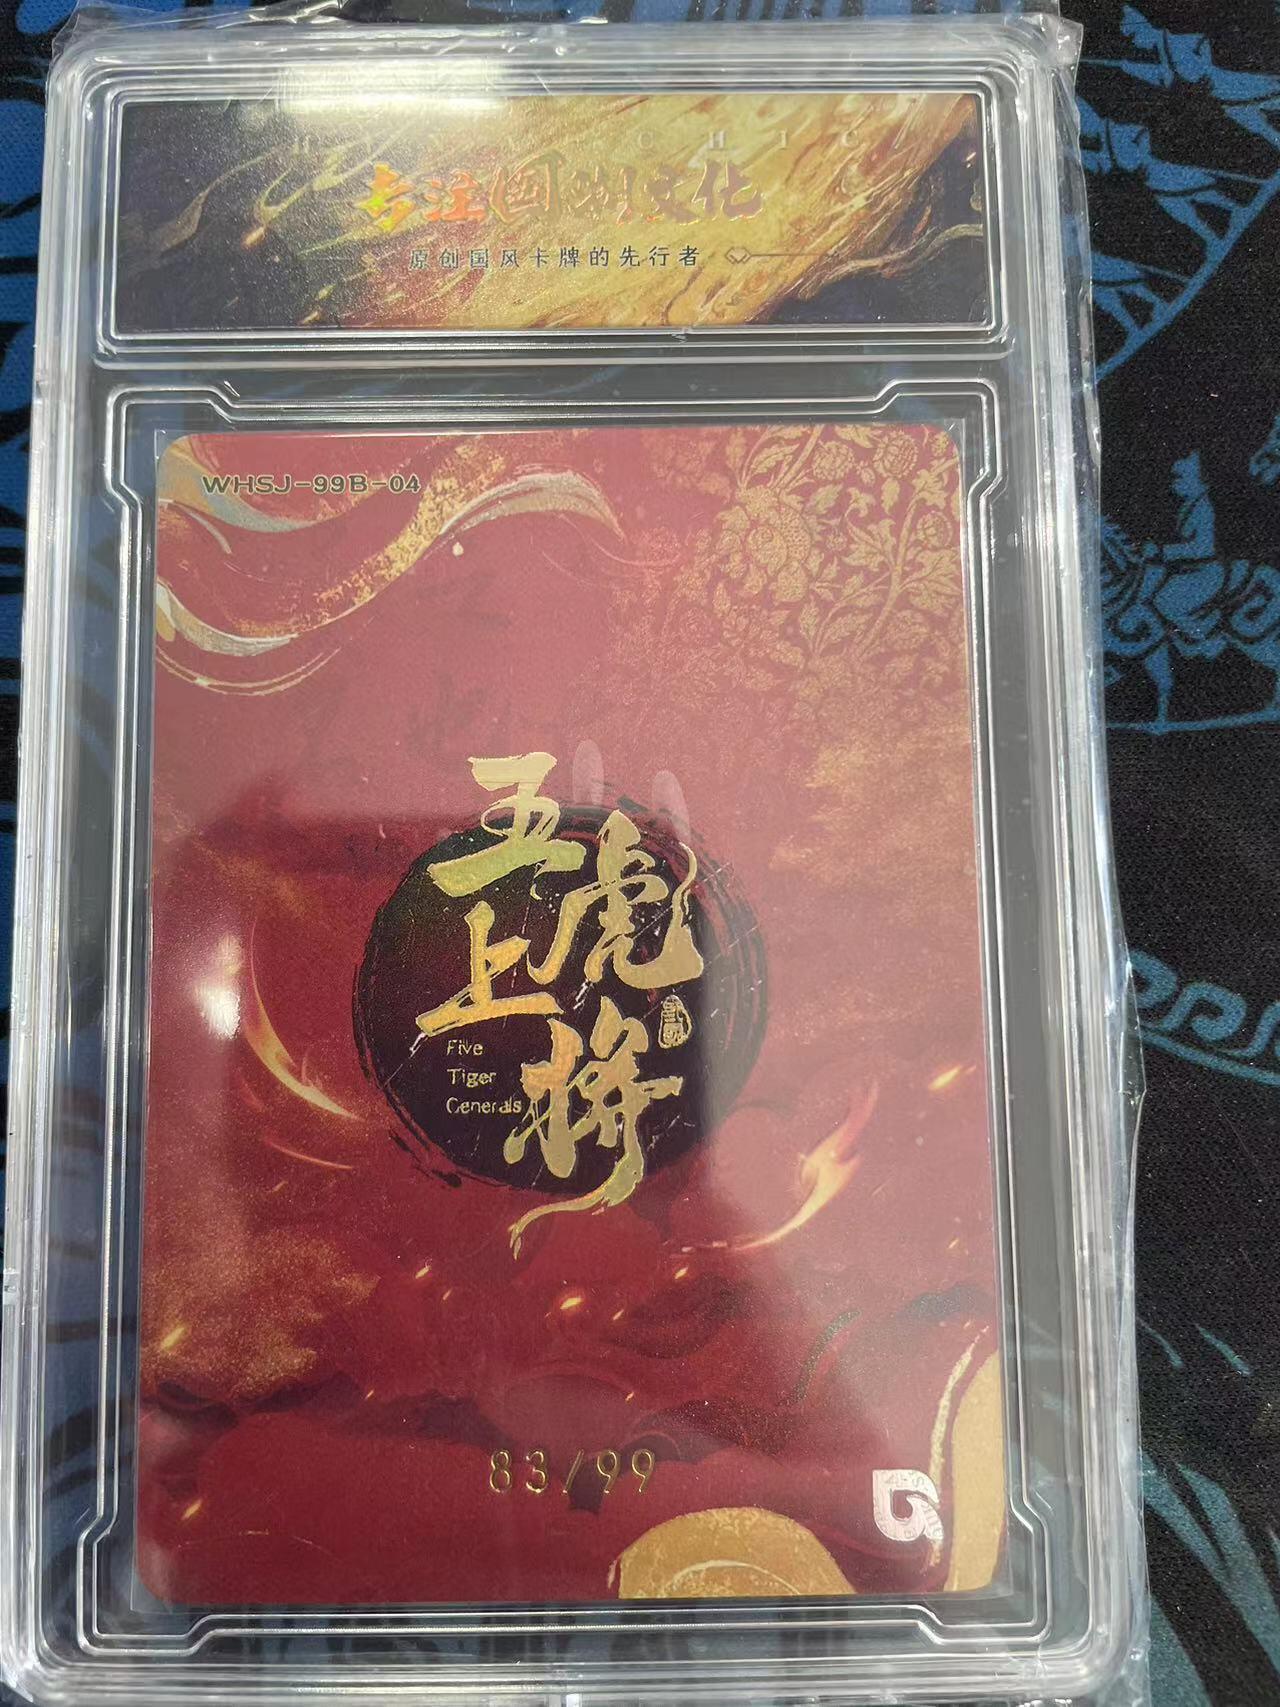 专注国潮文化
原创国风卡牌的先行者
WHSJ-99B-04
五虎
上将
Five
Tiger
Generals
83/99